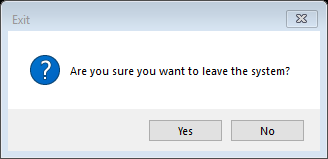 Exit
Are you sure you want to leave the system?
Yes No